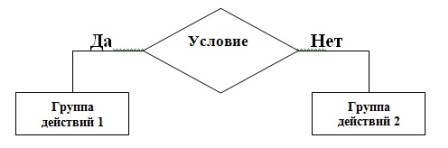 Да
Условие
Нет
Группа
действий 1
Группа
действий 2